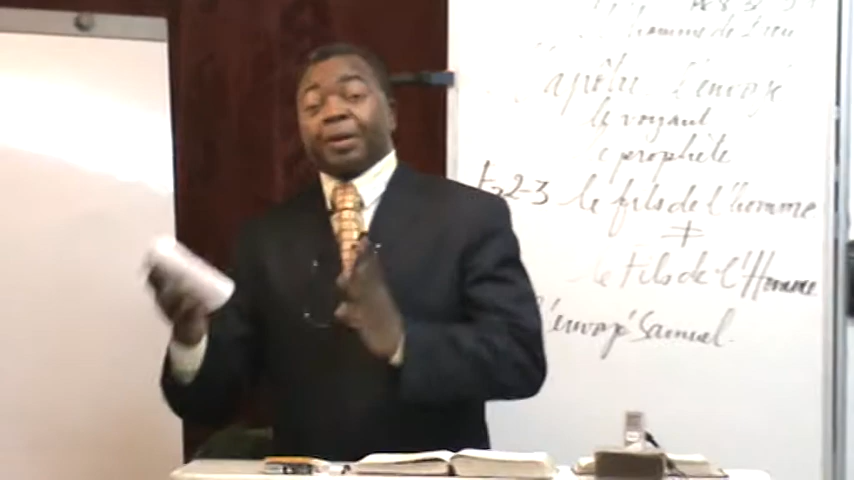 l'homme de Dieu
apôtre l'envoyé
le voyant
prophète
Ez 2-3 le fils de l'homme
≠
le Fils de l'Homme
l'envoyé Samuel.